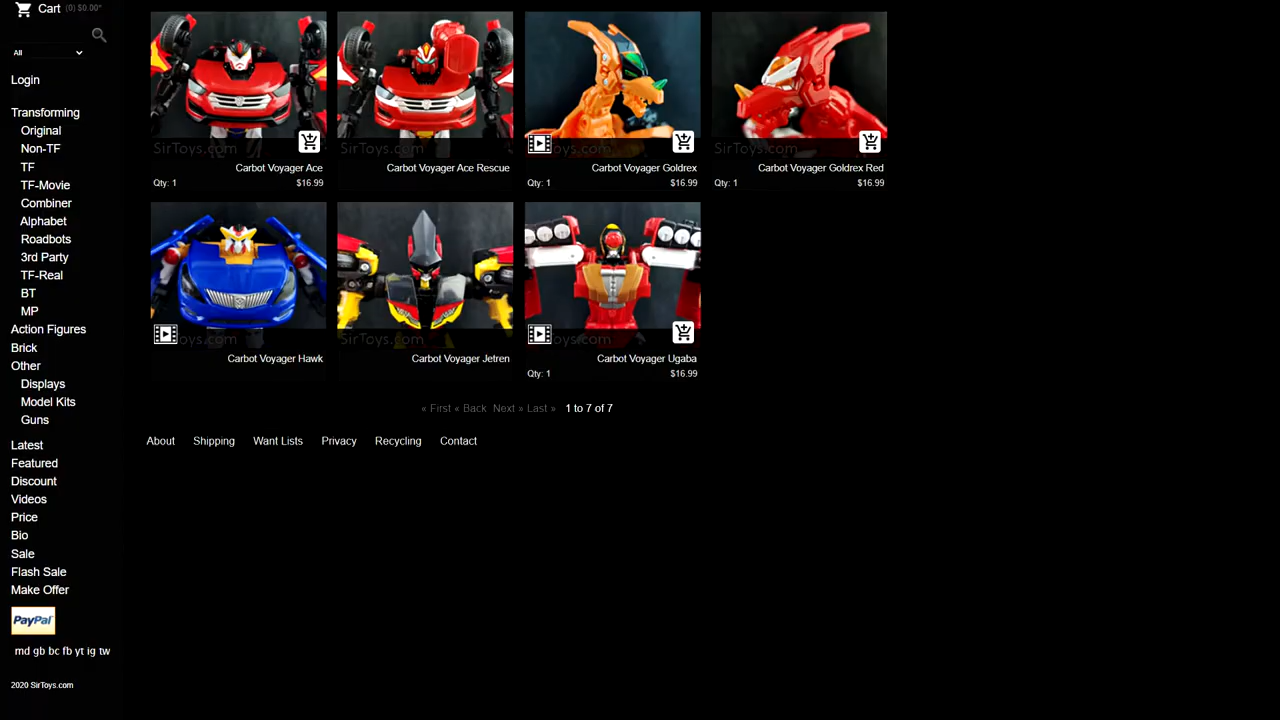 Cart (0) $0.00*
All
Login
Transforming
Original
Non-TF
TF
TF-Movie
Combiner
Alphabet
Roadbots
3rd Party
TF-Real
BT
MP
Action Figures
Brick
Other
Displays
Model Kits
Guns
Latest
Featured
Discount
Videos
Price
Bio
Sale
Flash Sale
Make Offer
PayPal
md gb bc fb yt ig tw
2020 SirToys.com
SirToys.com
Carbot Voyager Ace
Qty: 1 $16.99
SirToys.com
Carbot Voyager Ace Rescue
SirToys.com
Carbot Voyager Goldrex
Qty: 1 $16.99
SirToys.com
Carbot Voyager Goldrex Red
Qty: 1 $16.99
oys.com
Carbot Voyager Hawk
SirToys.com
Carbot Voyager Jetren
oys.com
Carbot Voyager Ugaba
Qty: 1 $16.99
« First « Back Next » Last » 1 to 7 of 7
About Shipping Want Lists Privacy Recycling Contact